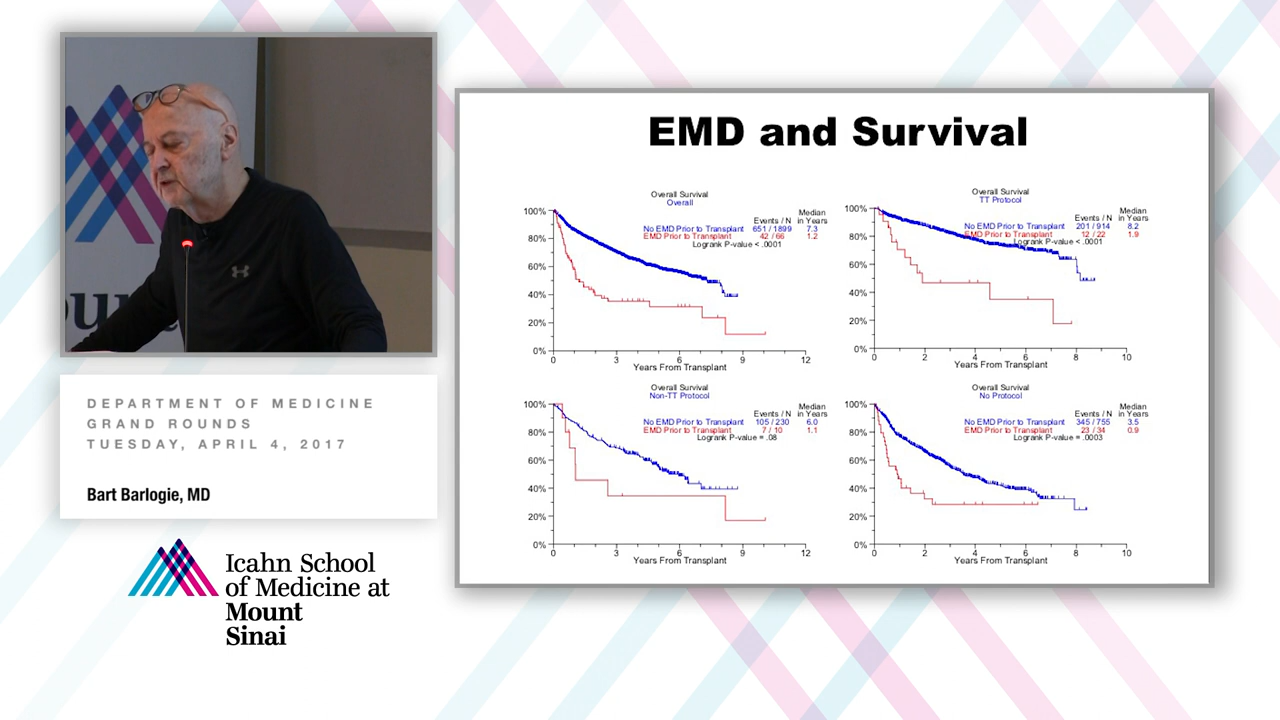 DEPARTMENT OF MEDICINE
GRAND ROUNDS
TUESDAY, APRIL 4, 2017
Bart Barlogie, MD
Icahn School
of Medicine at
Mount
Sinai
EMD and Survival
Overall Survival
Overall
Events / N Median in Years
No EMD Prior to Transplant 651 / 1899 7.3
EMD Prior to Transplant 42 / 66 1.2
Logrank P-value < .0001
100%
80%
60%
40%
20%
0%
0 3 6 9 12
Years From Transplant
Overall Survival
TT Protocol
Events / N Median in Years
No EMD Prior to Transplant 201 / 914 8.2
EMD Prior to Transplant 12 / 22 1.9
Logrank P-value < .0001
100%
80%
60%
40%
20%
0%
0 2 4 6 8 10
Years From Transplant
Overall Survival
Non-TT Protocol
Events / N Median in Years
No EMD Prior to Transplant 105 / 230 6.0
EMD Prior to Transplant 7 / 10 1.1
Logrank P-value = .08
100%
80%
60%
40%
20%
0%
0 3 6 9 12
Years From Transplant
Overall Survival
No Protocol
Events / N Median in Years
No EMD Prior to Transplant 345 / 755 3.5
EMD Prior to Transplant 23 / 34 0.9
Logrank P-value = .0003
100%
80%
60%
40%
20%
0%
0 2 4 6 8 10
Years From Transplant